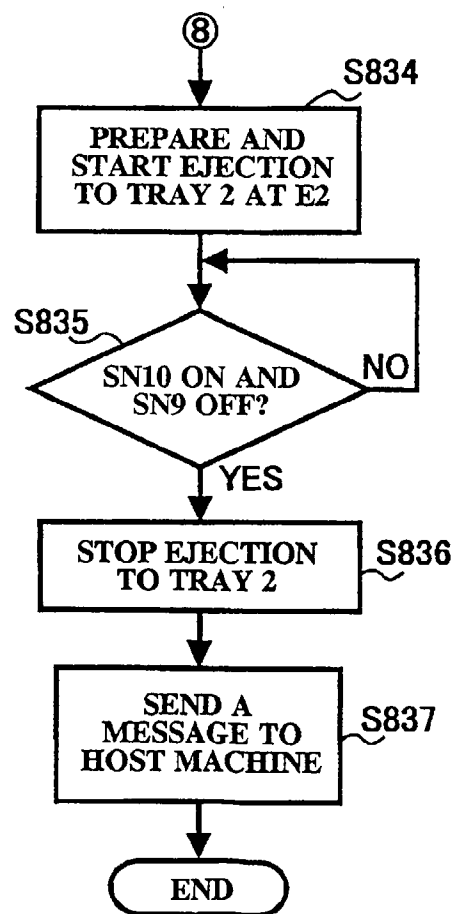 8
S834
PREPARE AND
START EJECTION
TO TRAY 2 AT E2
S835
SN10 ON AND
SN9 OFF?
NO
YES
STOP EJECTION
TO TRAY 2
S836
SEND A
MESSAGE TO
HOST MACHINE
S837
END